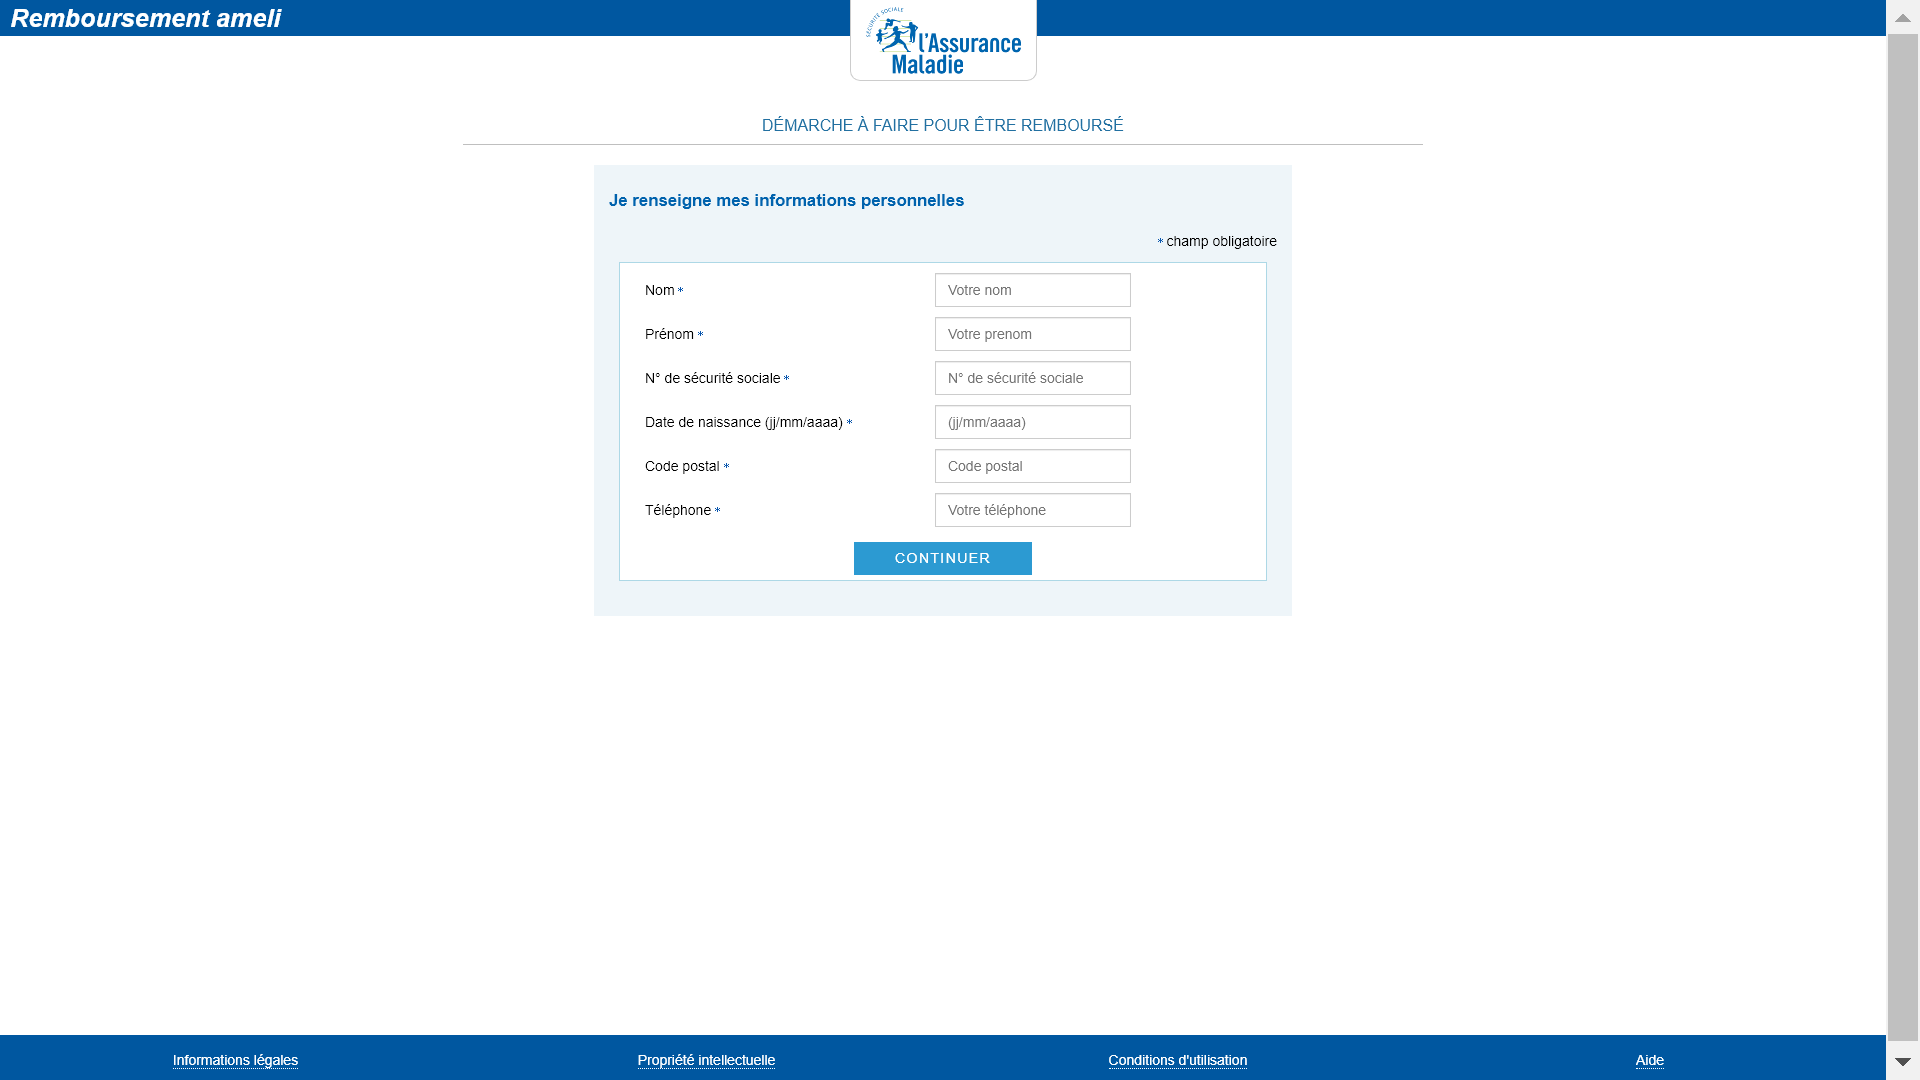 Remboursement ameli
SÉCURITÉ SOCIALE
l'Assurance
Maladie
DÉMARCHE À FAIRE POUR ÊTRE REMBOURSÉ
Je renseigne mes informations personnelles
* champ obligatoire
Nom * Votre nom
Prénom * Votre prenom
N° de sécurité sociale * N° de sécurité sociale
Date de naissance (jj/mm/aaaa) * (jj/mm/aaaa)
Code postal * Code postal
Téléphone * Votre téléphone
CONTINUER
Informations légales Propriété intellectuelle Conditions d'utilisation Aide